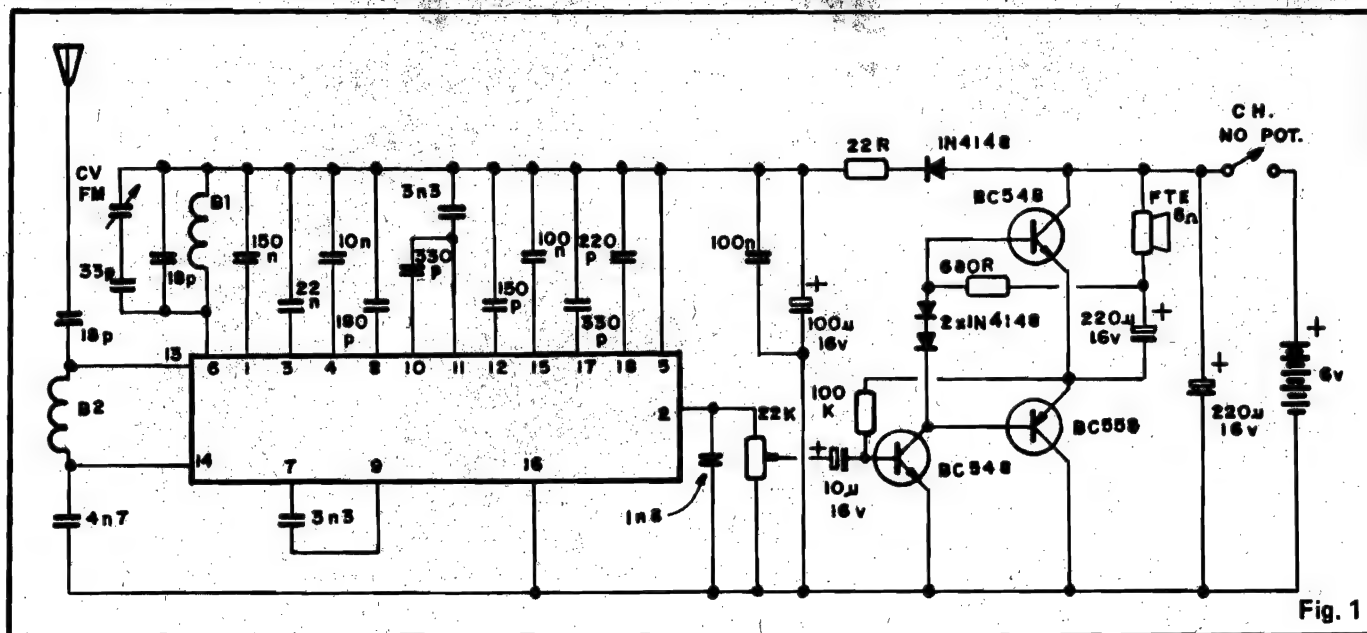 CH.
NO POT.
22R
1N4148
CV
FM
B1
3n3
BC548
FTE
8Ω
33p
18p
150
n
10n
330
p
100
n
220
p
100n
680R
22
n
180
p
150
p
330
p
+
100µ
16v
2x1N4148
220µ
16v
+
+
6v
18p
13
6
1
3
4
8
10
11
12
15
17
18
5
B2
2
22K
100
K
+
220µ
16v
BC558
14
7
9
16
+
10µ
16v
BC548
4n7
3n3
1n8
Fig. 1